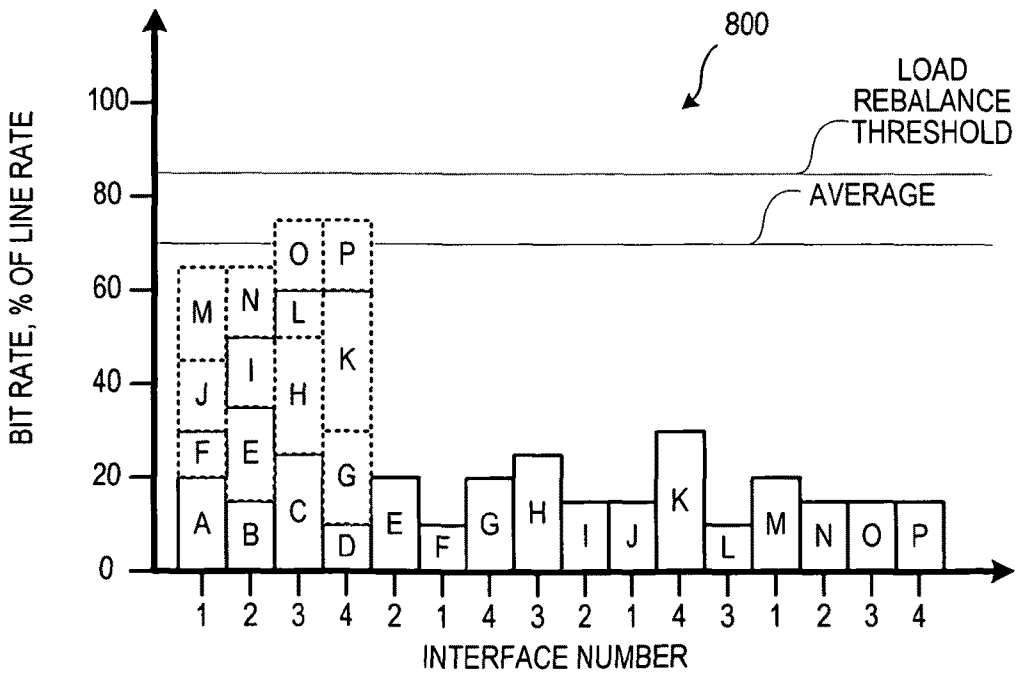 800
LOAD
REBALANCE
THRESHOLD
AVERAGE
BIT RATE, % OF LINE RATE
100
80
60
40
20
0
M
J
F
A
N
I
E
B
O
L
H
C
P
K
G
D
E
F
G
H
I
J
K
L
M
N
O
P
1 2 3 4 2 1 4 3 2 1 4 3 1 2 3 4
INTERFACE NUMBER